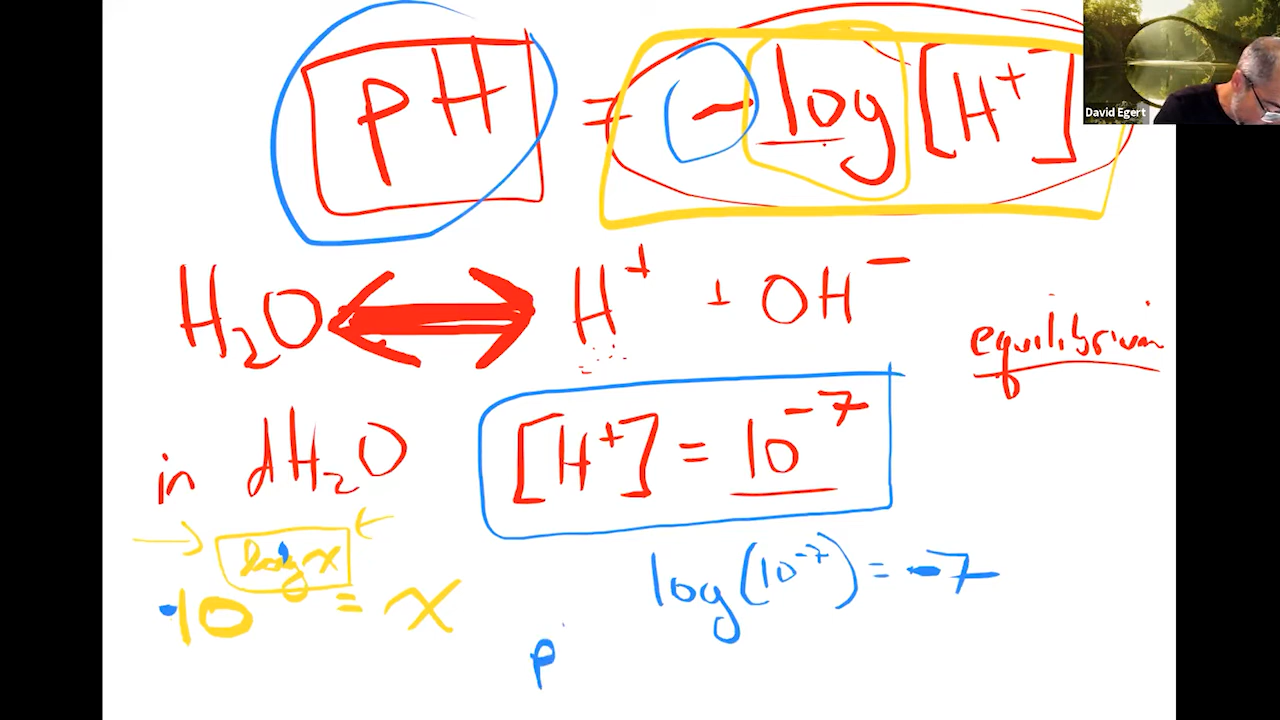 pH = -log [H⁺]
David Egert
H₂O ⟷ H⁺ + OH⁻
equilibrium
in dH₂O
[H⁺] = 10⁻⁷
10^(log x) = x
log(10⁻⁷) = -7
p